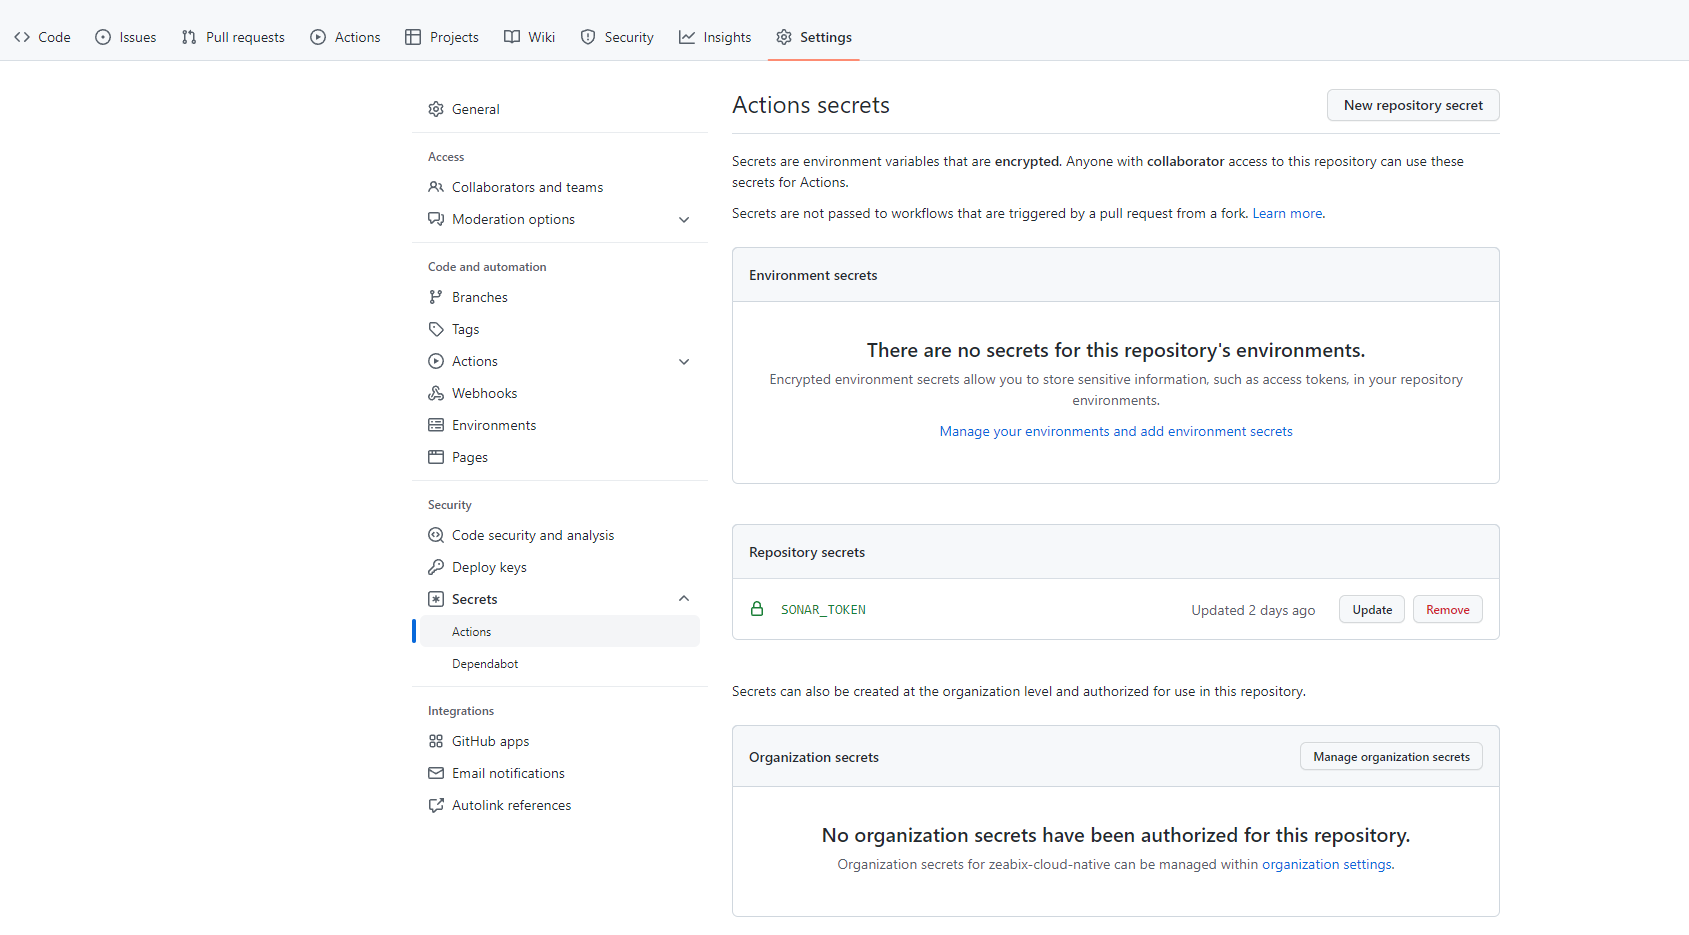 Code
Issues
Pull requests
Actions
Projects
Wiki
Security
Insights
Settings
General
Access
Collaborators and teams
Moderation options
Code and automation
Branches
Tags
Actions
Webhooks
Environments
Pages
Security
Code security and analysis
Deploy keys
Secrets
Actions
Dependabot
Integrations
GitHub apps
Email notifications
Autolink references
Actions secrets
New repository secret
Secrets are environment variables that are encrypted. Anyone with collaborator access to this repository can use these
secrets for Actions.
Secrets are not passed to workflows that are triggered by a pull request from a fork. Learn more.
Environment secrets
There are no secrets for this repository's environments.
Encrypted environment secrets allow you to store sensitive information, such as access tokens, in your repository
environments.
Manage your environments and add environment secrets
Repository secrets
SONAR_TOKEN
Updated 2 days ago
Update
Remove
Secrets can also be created at the organization level and authorized for use in this repository.
Organization secrets
Manage organization secrets
No organization secrets have been authorized for this repository.
Organization secrets for zeabix-cloud-native can be managed within organization settings.